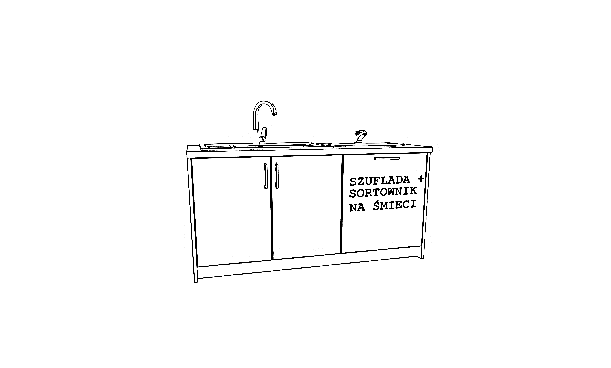 SZUFLADA +
SORTOWNIK
NA ŚMIECI